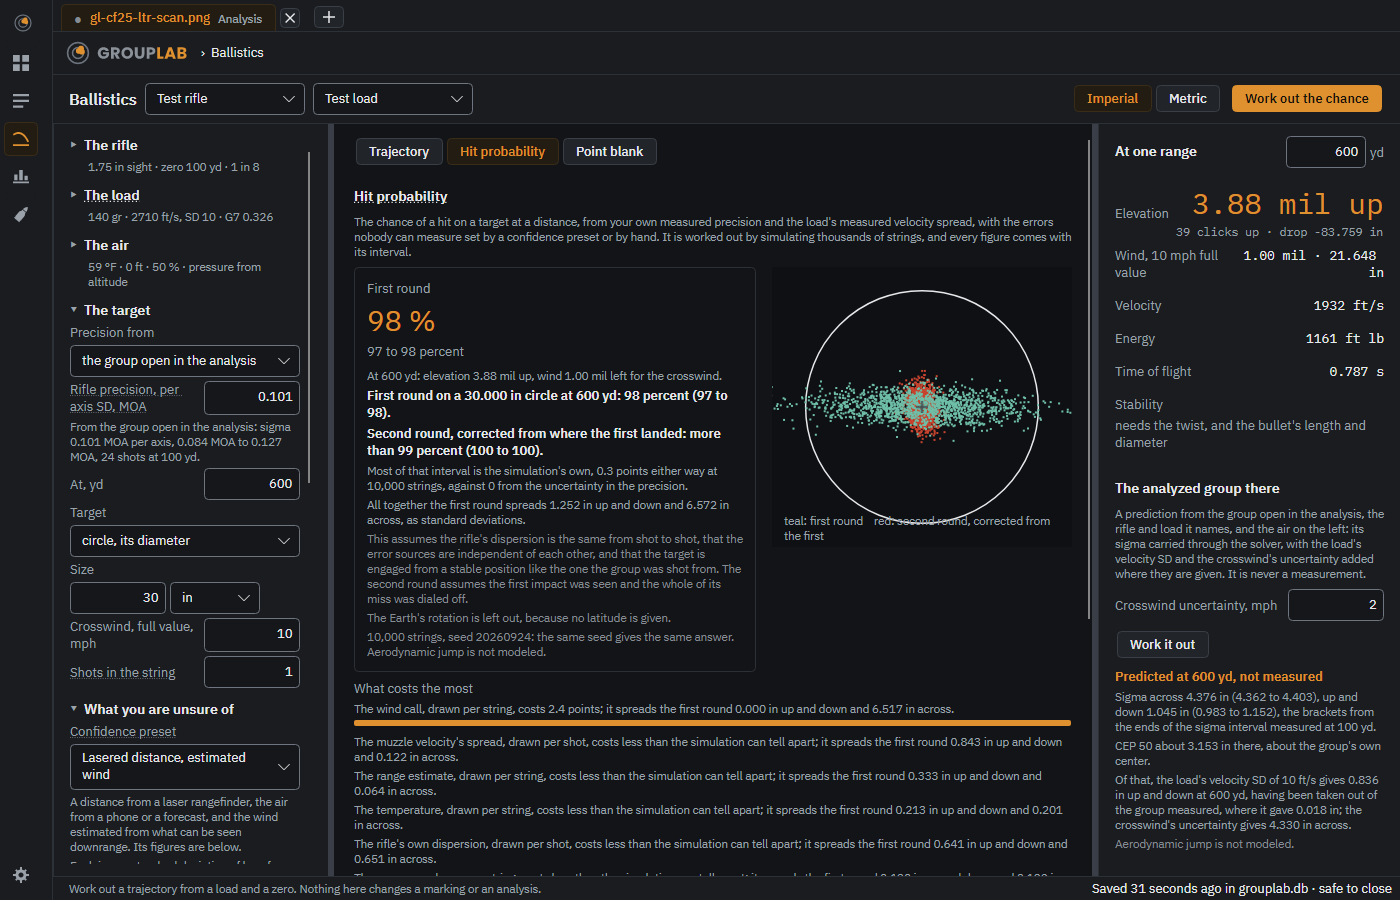 gl-cf25-ltr-scan.png Analysis
GROUPLAB › Ballistics
Ballistics
Test rifle
Test load
Imperial
Metric
Work out the chance
The rifle
1.75 in sight · zero 100 yd · 1 in 8
The load
140 gr · 2710 ft/s, SD 10 · G7 0.326
The air
59 °F · 0 ft · 50 % · pressure from
altitude
The target
Precision from
the group open in the analysis
Rifle precision, per
axis SD, MOA
0.101
From the group open in the analysis: sigma
0.101 MOA per axis, 0.084 MOA to 0.127
MOA, 24 shots at 100 yd.
At, yd
600
Target
circle, its diameter
Size
30
in
Crosswind, full value,
mph
10
Shots in the string
1
What you are unsure of
Confidence preset
Lasered distance, estimated
wind
A distance from a laser rangefinder, the air
from a phone or a forecast, and the wind
estimated from what can be seen
downrange. Its figures are below.
Trajectory
Hit probability
Point blank
Hit probability
The chance of a hit on a target at a distance, from your own measured precision and the load's measured velocity spread, with the errors
nobody can measure set by a confidence preset or by hand. It is worked out by simulating thousands of strings, and every figure comes with
its interval.
First round
98 %
97 to 98 percent
At 600 yd: elevation 3.88 mil up, wind 1.00 mil left for the crosswind.
First round on a 30.000 in circle at 600 yd: 98 percent (97 to
98).
Second round, corrected from where the first landed: more
than 99 percent (100 to 100).
Most of that interval is the simulation's own, 0.3 points either way at
10,000 strings, against 0 from the uncertainty in the precision.
All together the first round spreads 1.252 in up and down and 6.572 in
across, as standard deviations.
This assumes the rifle's dispersion is the same from shot to shot, that the
error sources are independent of each other, and that the target is
engaged from a stable position like the one the group was shot from. The
second round assumes the first impact was seen and the whole of its
miss was dialed off.
The Earth's rotation is left out, because no latitude is given.
10,000 strings, seed 20260924: the same seed gives the same answer.
Aerodynamic jump is not modeled.
teal: first round red: second round, corrected from
the first
What costs the most
The wind call, drawn per string, costs 2.4 points; it spreads the first round 0.000 in up and down and 6.517 in across.
The muzzle velocity's spread, drawn per shot, costs less than the simulation can tell apart; it spreads the first round 0.843 in up and down
and 0.122 in across.
The range estimate, drawn per string, costs less than the simulation can tell apart; it spreads the first round 0.333 in up and down and
0.064 in across.
The temperature, drawn per string, costs less than the simulation can tell apart; it spreads the first round 0.213 in up and down and 0.201
in across.
The rifle's own dispersion, drawn per shot, costs less than the simulation can tell apart; it spreads the first round 0.641 in up and down and
0.651 in across.
At one range
600 yd
Elevation
3.88 mil up
39 clicks up · drop -83.759 in
Wind, 10 mph full
value
1.00 mil · 21.648
in
Velocity
1932 ft/s
Energy
1161 ft lb
Time of flight
0.787 s
Stability
needs the twist, and the bullet's length and
diameter
The analyzed group there
A prediction from the group open in the analysis, the
rifle and load it names, and the air on the left: its
sigma carried through the solver, with the load's
velocity SD and the crosswind's uncertainty added
where they are given. It is never a measurement.
Crosswind uncertainty, mph
2
Work it out
Predicted at 600 yd, not measured
Sigma across 4.376 in (4.362 to 4.403), up and
down 1.045 in (0.983 to 1.152), the brackets from
the ends of the sigma interval measured at 100 yd.
CEP 50 about 3.153 in there, about the group's own
center.
Of that, the load's velocity SD of 10 ft/s gives 0.836
in up and down at 600 yd, having been taken out of
the group measured, where it gave 0.018 in; the
crosswind's uncertainty gives 4.330 in across.
Aerodynamic jump is not modeled.
Work out a trajectory from a load and a zero. Nothing here changes a marking or an analysis.
Saved 31 seconds ago in grouplab.db · safe to close